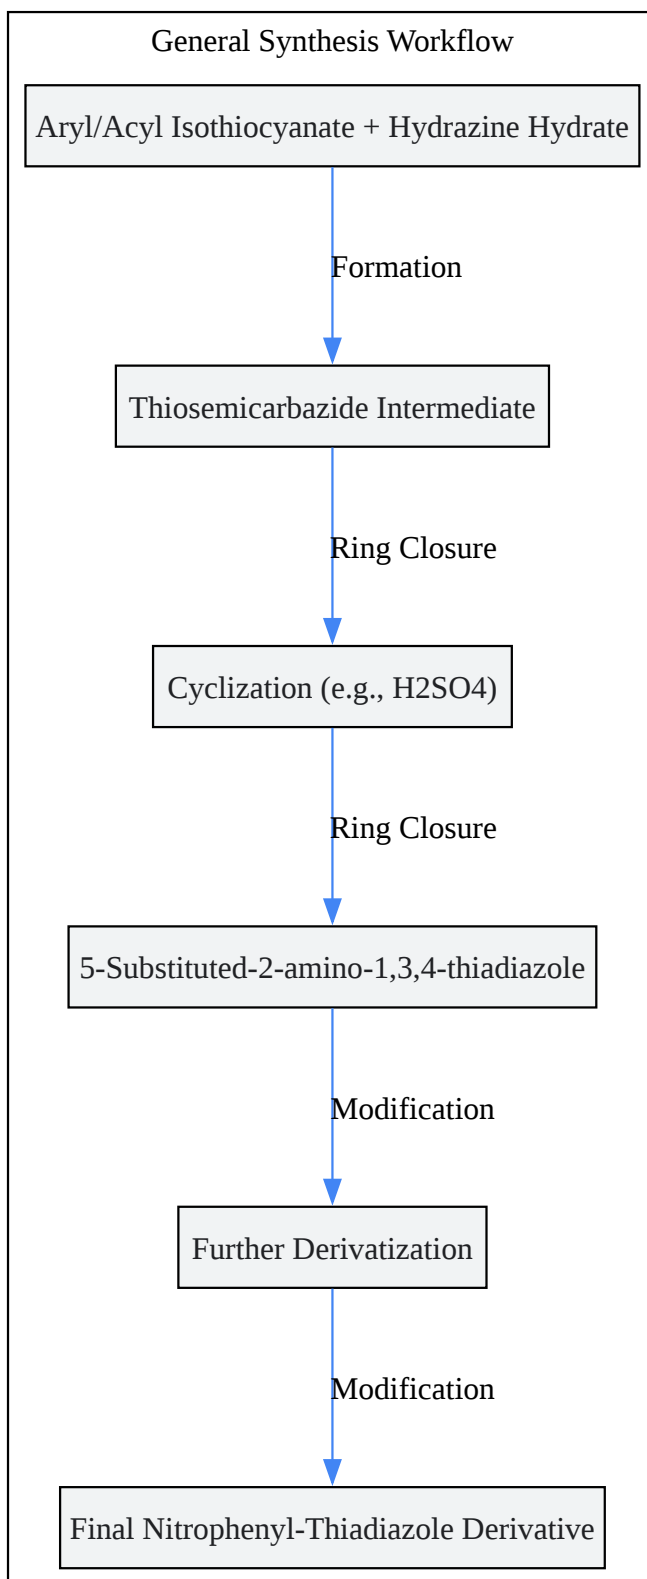 General Synthesis Workflow
Aryl/Acyl Isothiocyanate + Hydrazine Hydrate
Formation
Thiosemicarbazide Intermediate
Ring Closure
Cyclization (e.g., H2SO4)
Ring Closure
5-Substituted-2-amino-1,3,4-thiadiazole
Modification
Further Derivatization
Modification
Final Nitrophenyl-Thiadiazole Derivative